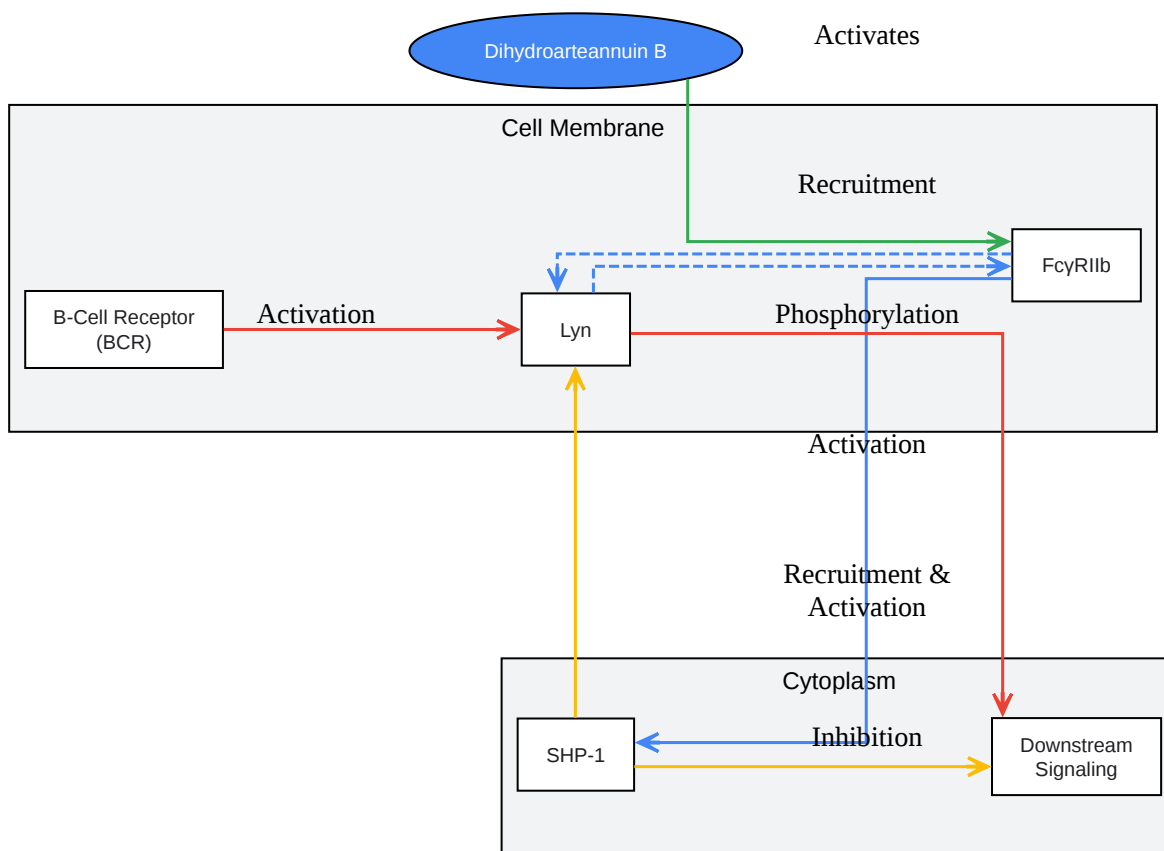 Activates
Dihydroarteannuin B
Cell Membrane
Recruitment
FcγRIIb
B-Cell Receptor
(BCR)
Activation
Lyn
Phosphorylation
Activation
Recruitment &
Activation
Cytoplasm
SHP-1
Inhibition
Downstream
Signaling